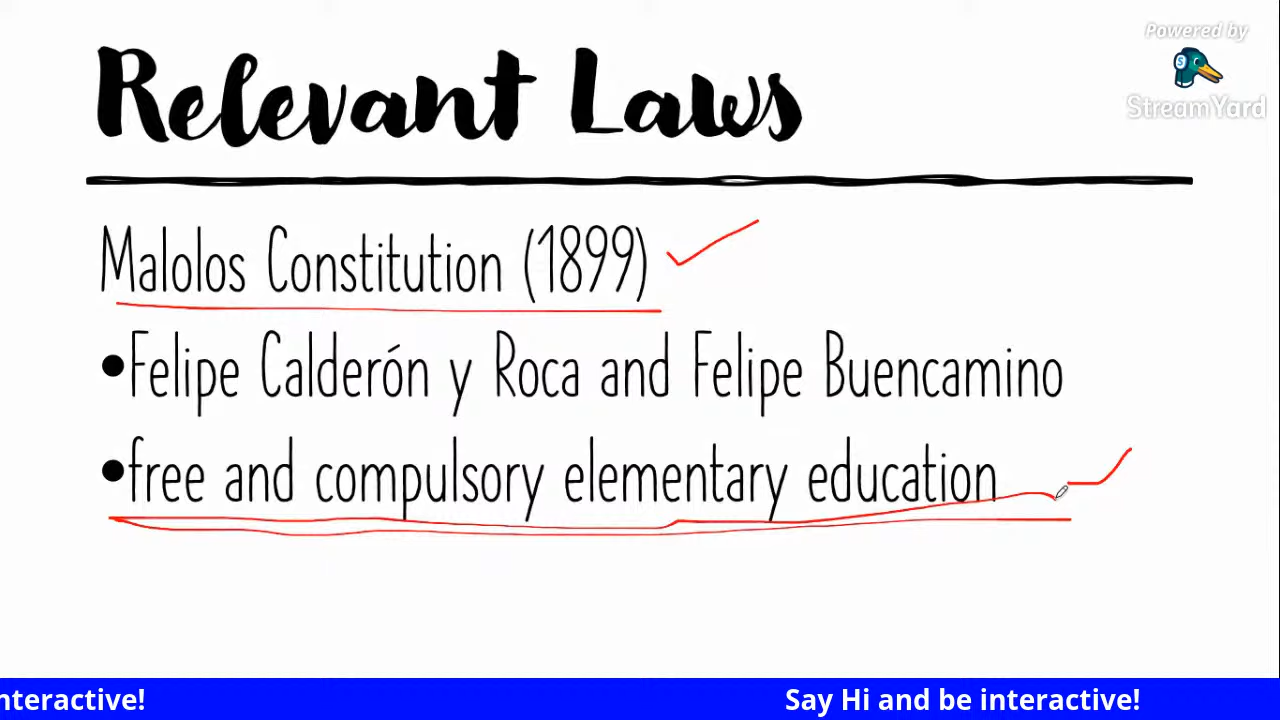 Powered by
StreamYard
Relevant Laws
Malolos Constitution (1899)
•Felipe Calderón y Roca and Felipe Buencamino
•free and compulsory elementary education
nteractive! Say Hi and be interactive!